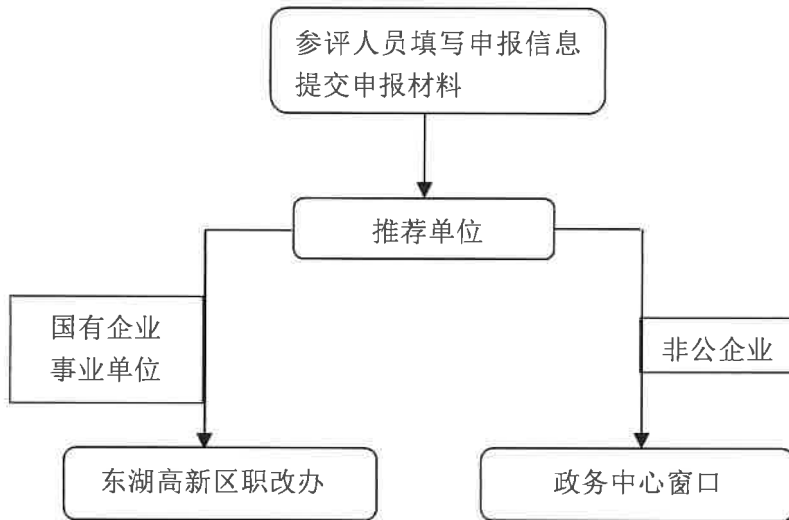 参评人员填写申报信息
提交申报材料
推荐单位
国有企业
事业单位
非公企业
东湖高新区职改办
政务中心窗口